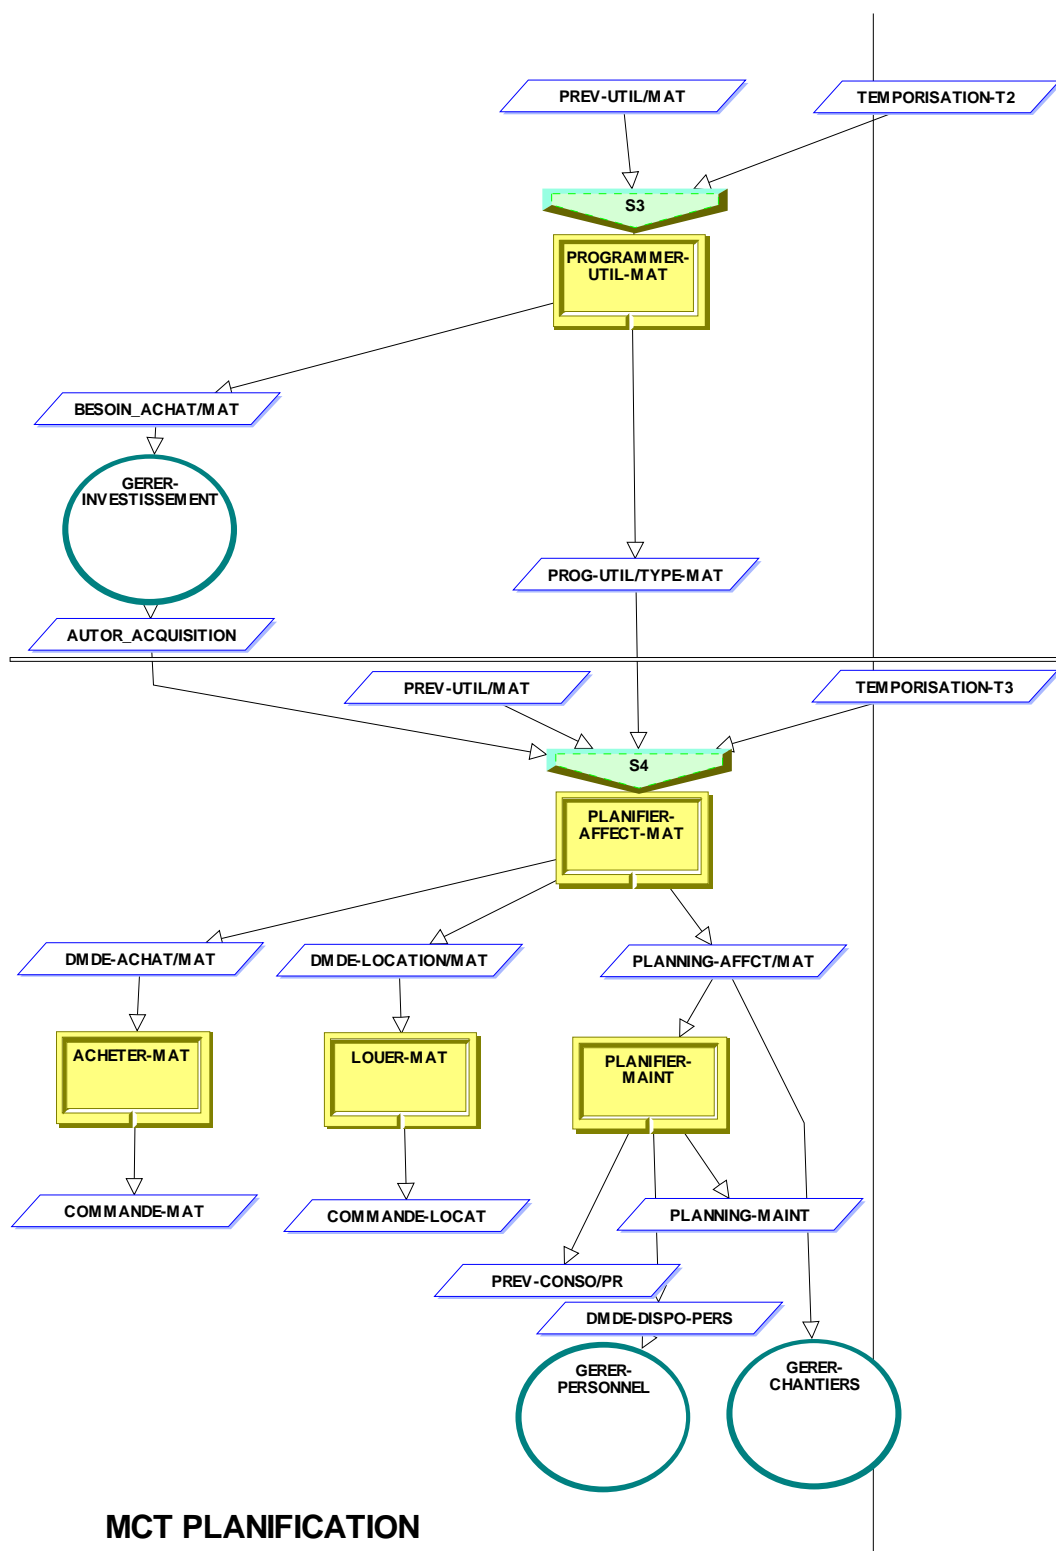 PREV-UTIL/MAT
TEMPORISATION-T2
S3
PROGRAMMER-
UTIL-MAT
BESOIN_ACHAT/MAT
GERER-
INVESTISSEMENT
PROG-UTIL/TYPE-MAT
AUTOR_ACQUISITION
PREV-UTIL/MAT
TEMPORISATION-T3
S4
PLANIFIER-
AFFECT-MAT
DMDE-ACHAT/MAT
DMDE-LOCATION/MAT
PLANNING-AFFCT/MAT
ACHETER-MAT
LOUER-MAT
PLANIFIER-
MAINT
COMMANDE-MAT
COMMANDE-LOCAT
PLANNING-MAINT
PREV-CONSO/PR
DMDE-DISPO-PERS
GERER-
PERSONNEL
GERER-
CHANTIERS
MCT PLANIFICATION